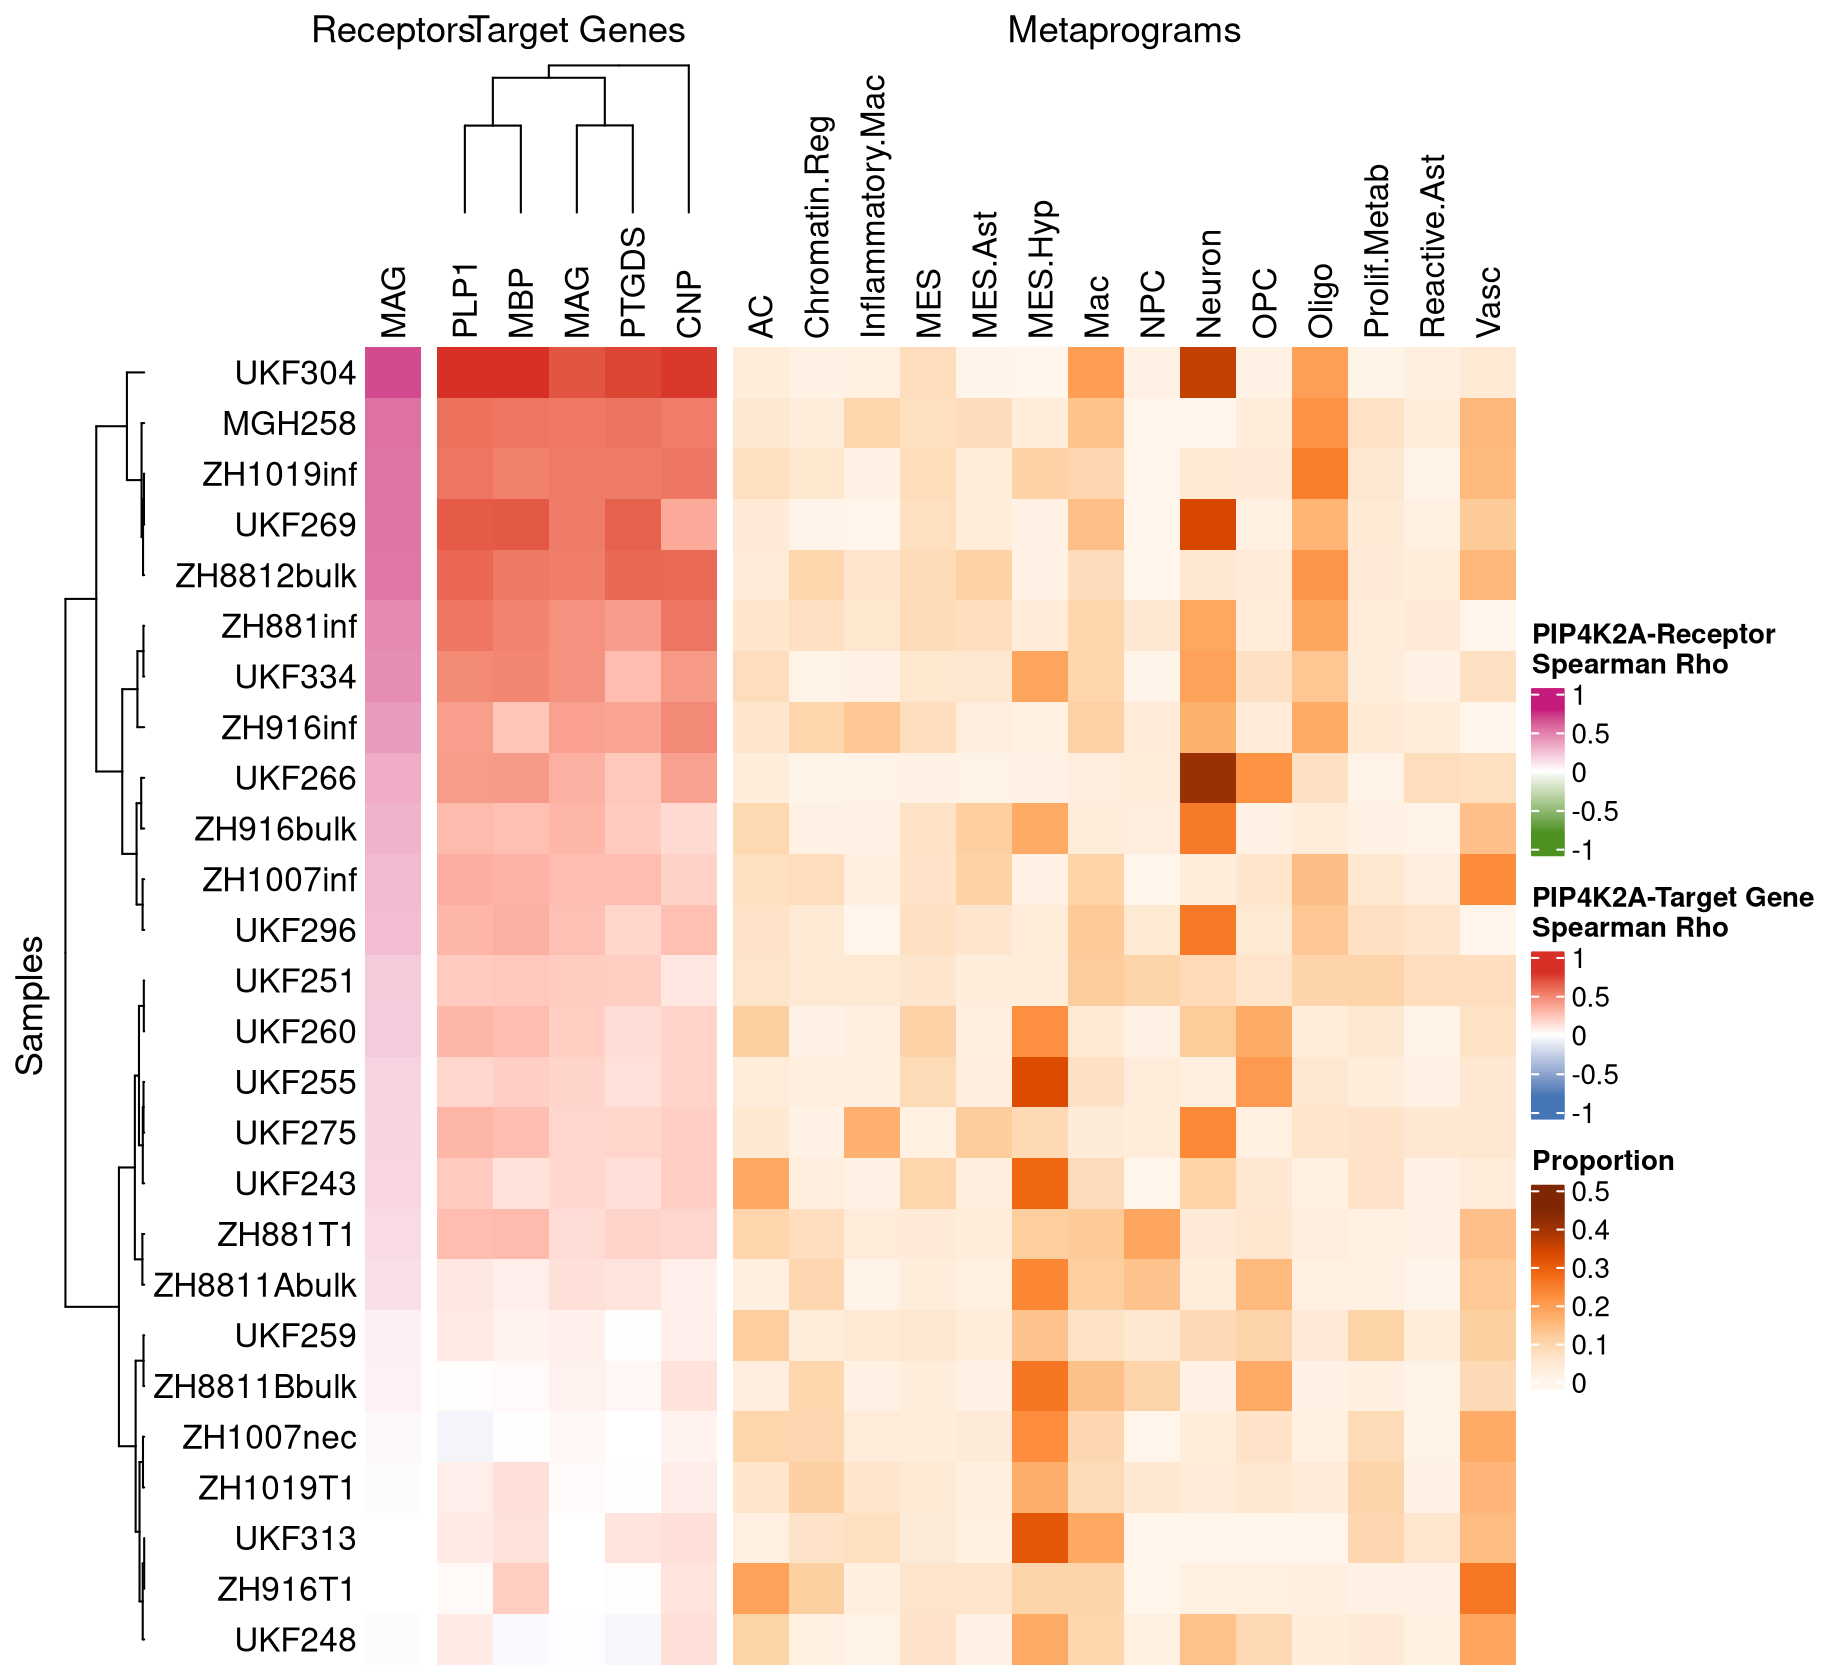 Receptors Target Genes Metaprograms
MAG PLP1 MBP MAG PTGDS CNP AC Chromatin.Reg Inflammatory.Mac MES MES.Ast MES.Hyp Mac NPC Neuron OPC Oligo Prolif.Metab Reactive.Ast Vasc
Samples
UKF304
MGH258
ZH1019inf
UKF269
ZH8812bulk
ZH881inf
UKF334
ZH916inf
UKF266
ZH916bulk
ZH1007inf
UKF296
UKF251
UKF260
UKF255
UKF275
UKF243
ZH881T1
ZH8811Abulk
UKF259
ZH8811Bbulk
ZH1007nec
ZH1019T1
UKF313
ZH916T1
UKF248
PIP4K2A-Receptor
Spearman Rho
1
0.5
0
-0.5
-1
PIP4K2A-Target Gene
Spearman Rho
1
0.5
0
-0.5
-1
Proportion
0.5
0.4
0.3
0.2
0.1
0